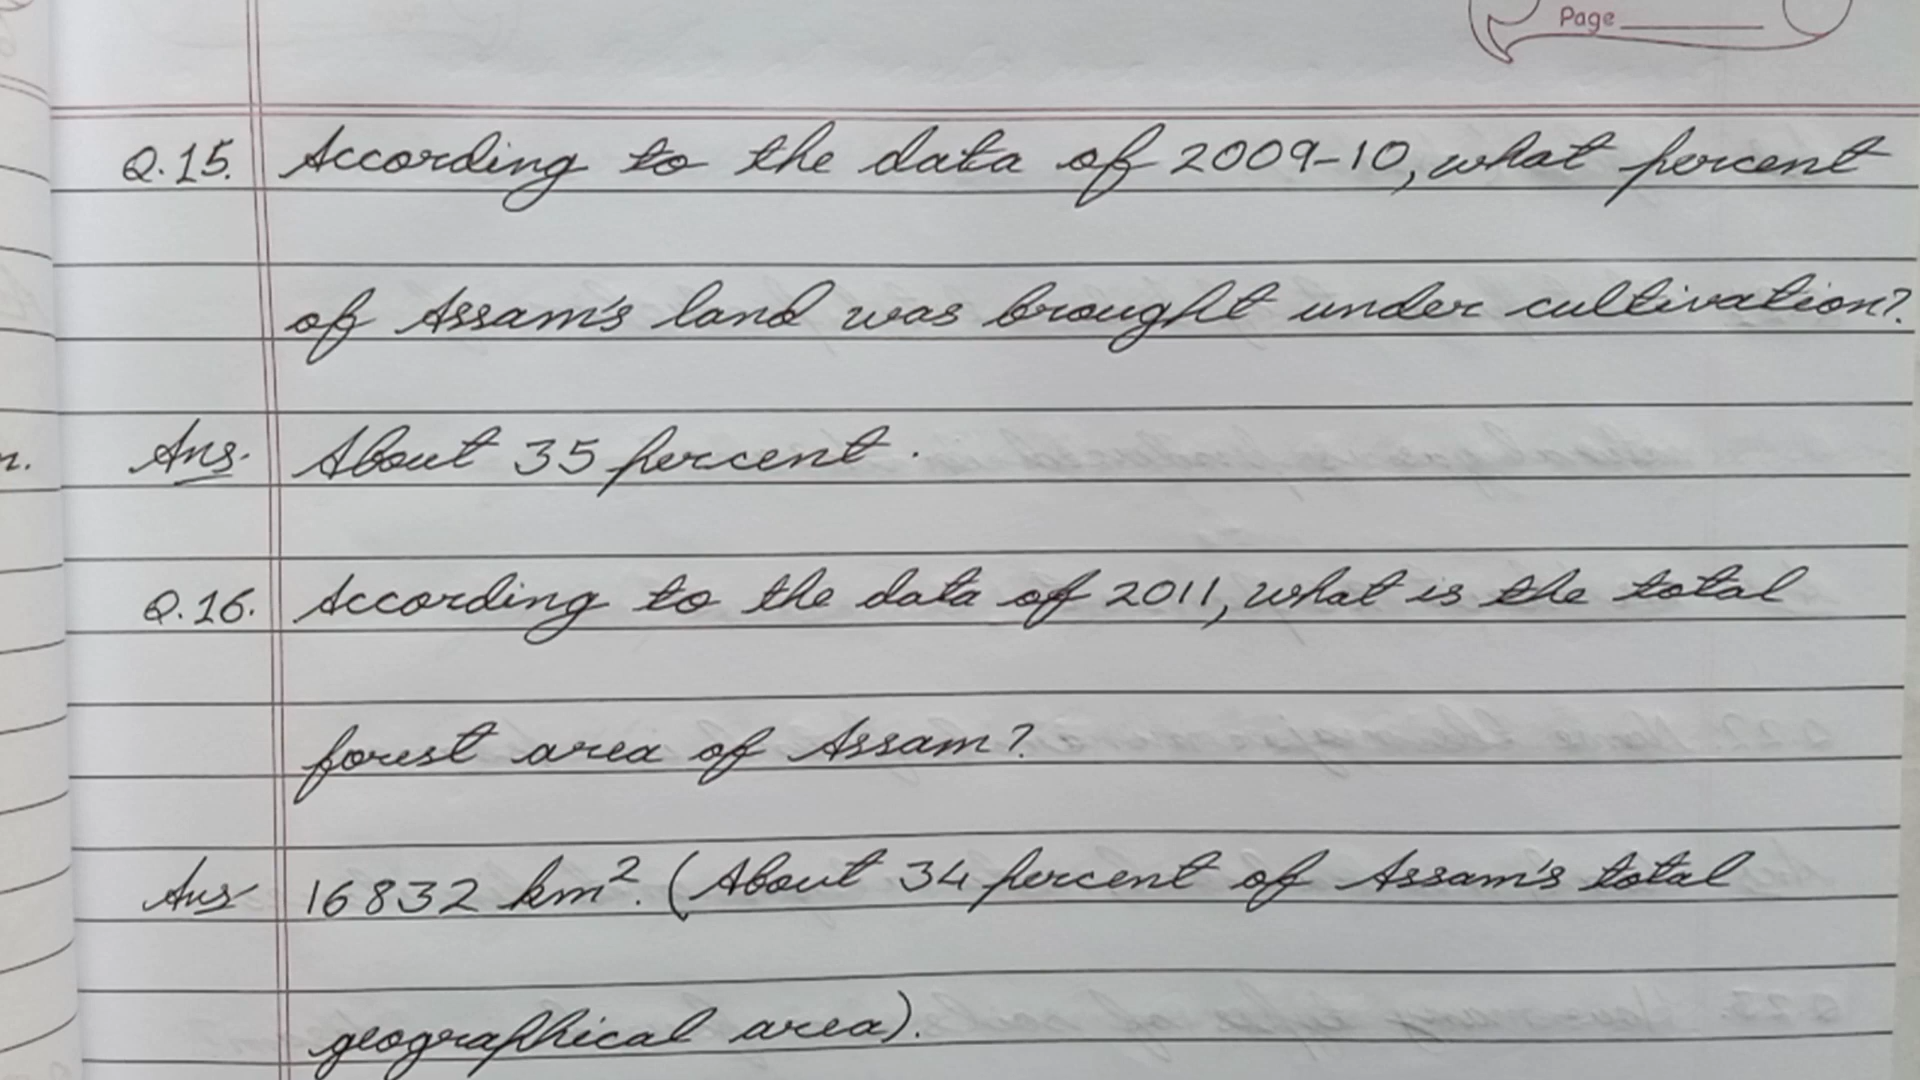 Page
Q.15. According to the data of 2009-10, what percent
of Assam's land was brought under cultivation?
n. Ans. About 35 percent.
Q.16. According to the data of 2011, what is the total
forest area of Assam?
Ans 16832 km². (About 34 percent of Assam's total
geographical area).